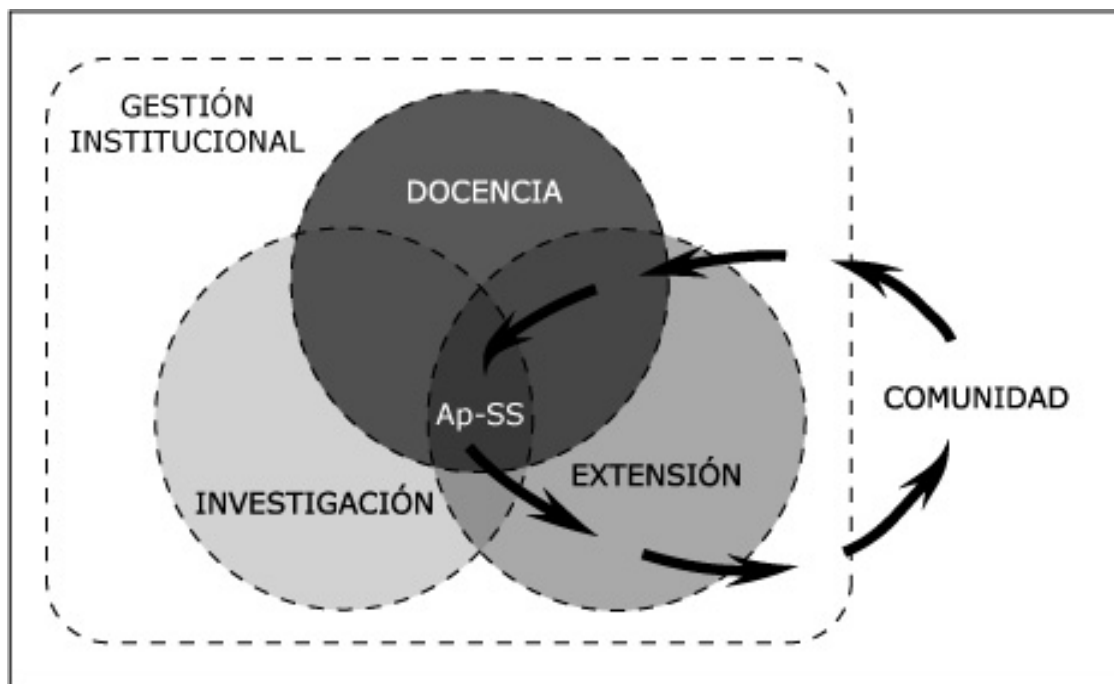 GESTIÓN
INSTITUCIONAL
DOCENCIA
COMUNIDAD
Ap-SS
EXTENSIÓN
INVESTIGACIÓN